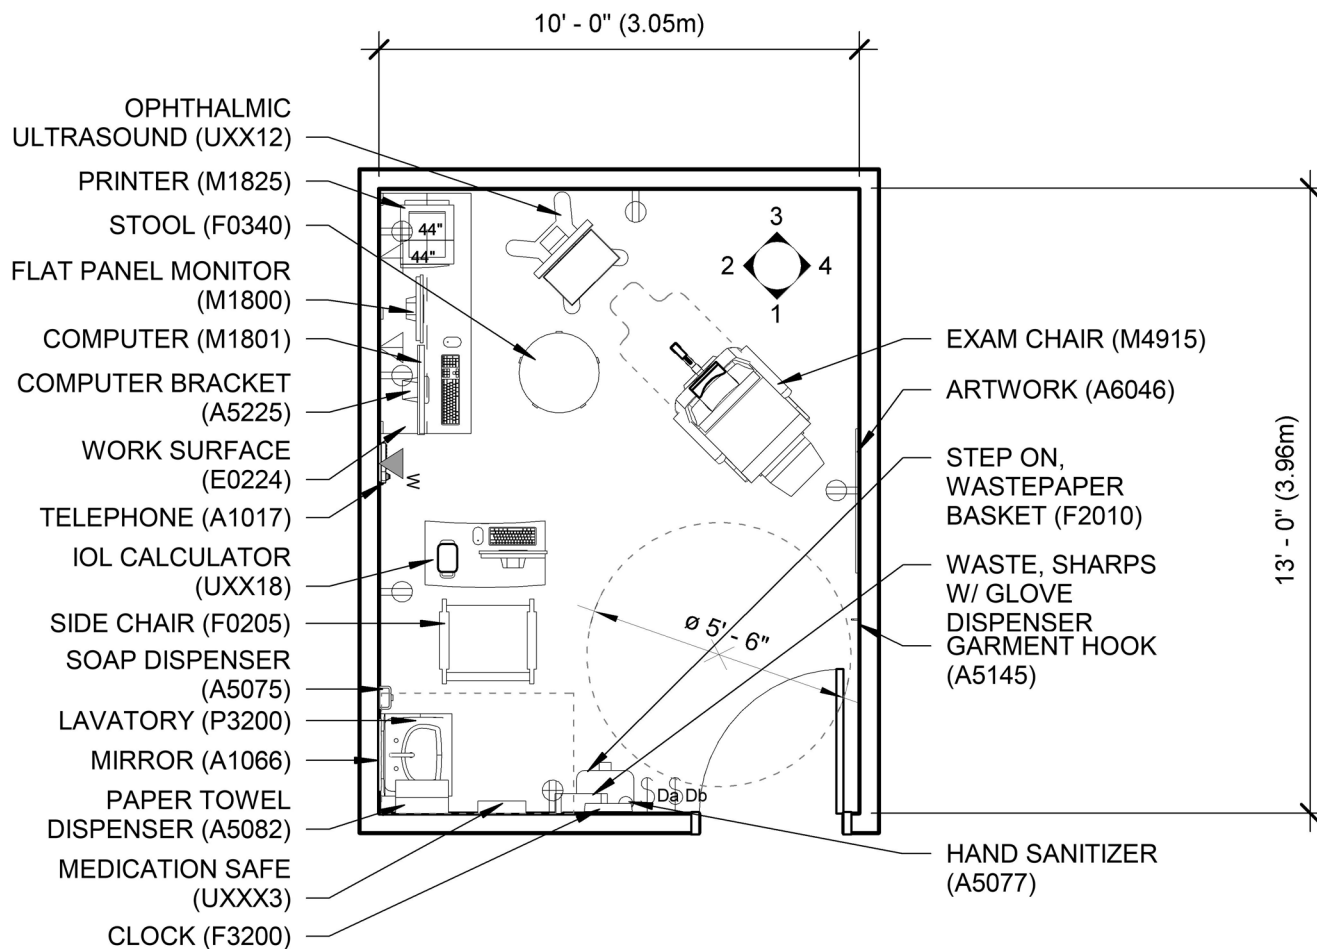 10' - 0" (3.05m)
OPHTHALMIC
ULTRASOUND (UXX12)
PRINTER (M1825)
STOOL (F0340)
FLAT PANEL MONITOR
(M1800)
COMPUTER (M1801)
COMPUTER BRACKET
(A5225)
WORK SURFACE
(E0224)
TELEPHONE (A1017)
IOL CALCULATOR
(UXX18)
SIDE CHAIR (F0205)
SOAP DISPENSER
(A5075)
LAVATORY (P3200)
MIRROR (A1066)
PAPER TOWEL
DISPENSER (A5082)
MEDICATION SAFE
(UXXX3)
CLOCK (F3200)
44"
44"
W
3
2 4
1
ø 5' - 6"
Da Db
EXAM CHAIR (M4915)
ARTWORK (A6046)
STEP ON,
WASTEPAPER
BASKET (F2010)
WASTE, SHARPS
W/ GLOVE
DISPENSER
GARMENT HOOK
(A5145)
HAND SANITIZER
(A5077)
13' - 0" (3.96m)